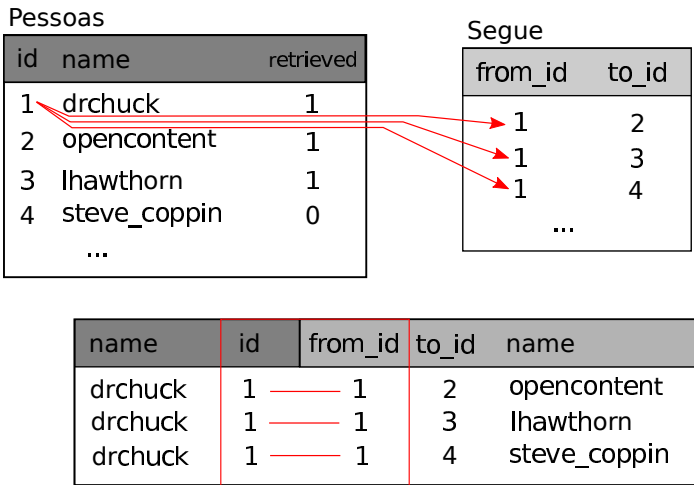 Pessoas
id name retrieved
1 drchuck 1
2 opencontent 1
3 lhawthorn 1
4 steve_coppin 0
...
Segue
from_id to_id
1 2
1 3
1 4
...
name id from_id to_id name
drchuck 1 1 2 opencontent
drchuck 1 1 3 lhawthorn
drchuck 1 1 4 steve_coppin